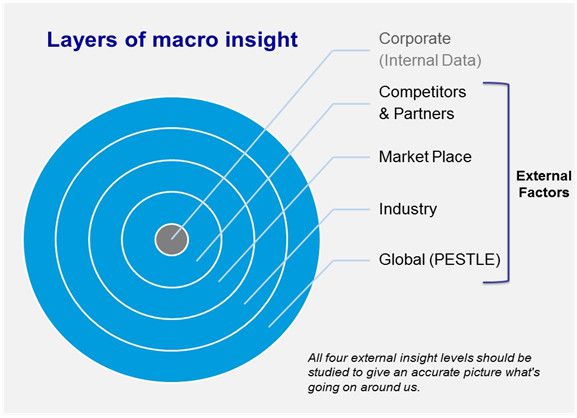 Layers of macro insight
Corporate
(Internal Data)
Competitors
& Partners
Market Place
Industry
Global (PESTLE)
External
Factors
All four external insight levels should be
studied to give an accurate picture what's
going on around us.